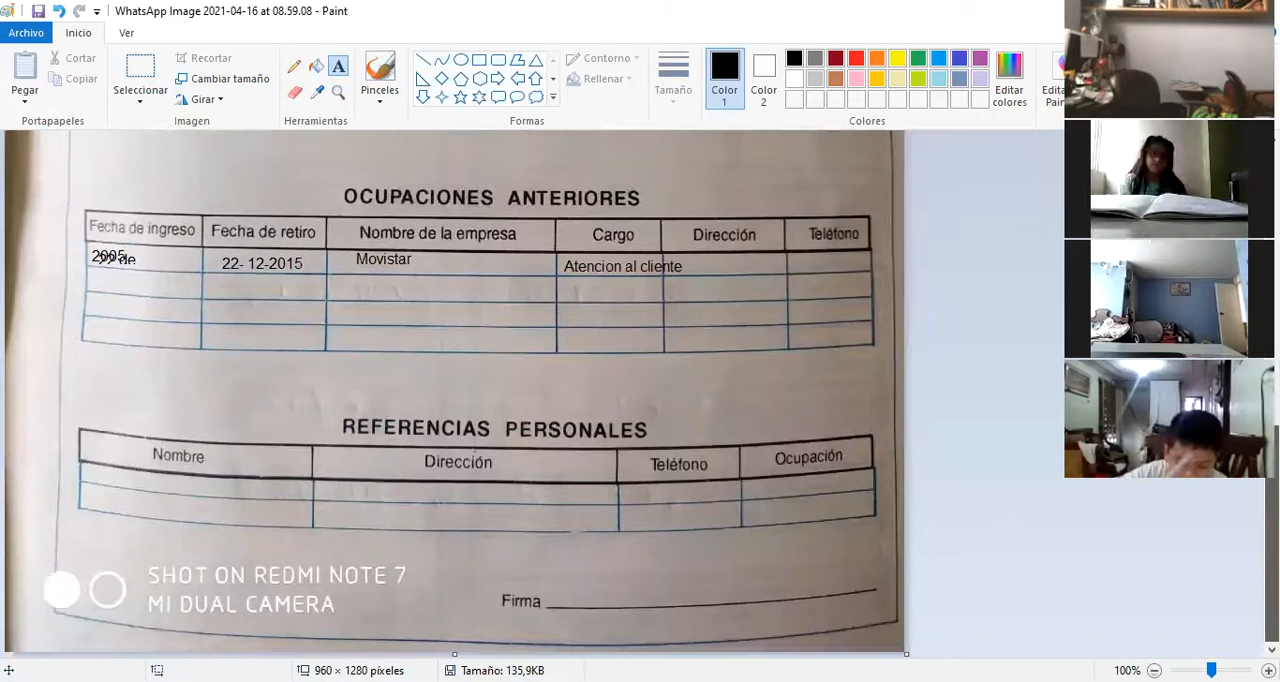 WhatsApp Image 2021-04-16 at 08.59.08 - Paint
Archivo Inicio Ver
Pegar
Cortar
Copiar
Portapapeles
Seleccionar
Recortar
Cambiar tamaño
Girar
Imagen
A
Herramientas
Pinceles
Contorno
Rellenar
Formas
Tamaño
Color 1
Color 2
Editar colores
Colores
OCUPACIONES ANTERIORES
Fecha de ingreso Fecha de retiro Nombre de la empresa Cargo Dirección Teléfono
2005
22 de 22- 12-2015 Movistar Atencion al cliente
REFERENCIAS PERSONALES
Nombre Dirección Teléfono Ocupación
SHOT ON REDMI NOTE 7
MI DUAL CAMERA
Firma
960 × 1280 píxeles Tamaño: 135,9KB 100%